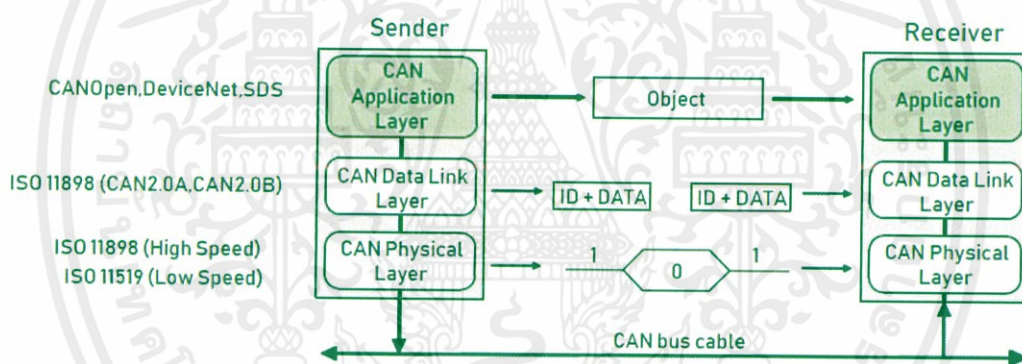 Sender
Receiver
CANOpen,DeviceNet,SDS
CAN
Application
Layer
Object
CAN
Application
Layer
ISO 11898 (CAN2.0A,CAN2.0B)
CAN Data Link
Layer
ID + DATA
ID + DATA
CAN Data Link
Layer
ISO 11898 (High Speed)
ISO 11519 (Low Speed)
CAN Physical
Layer
1
0
1
CAN Physical
Layer
CAN bus cable